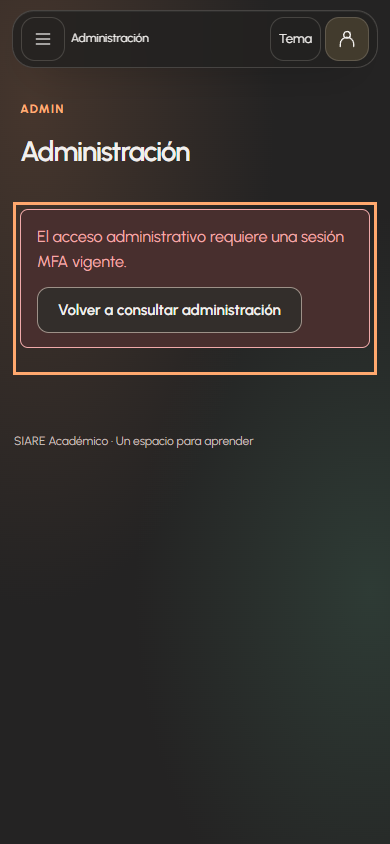 Administración
Tema
ADMIN
Administración
El acceso administrativo requiere una sesión
MFA vigente.
Volver a consultar administración
SIARE Académico · Un espacio para aprender